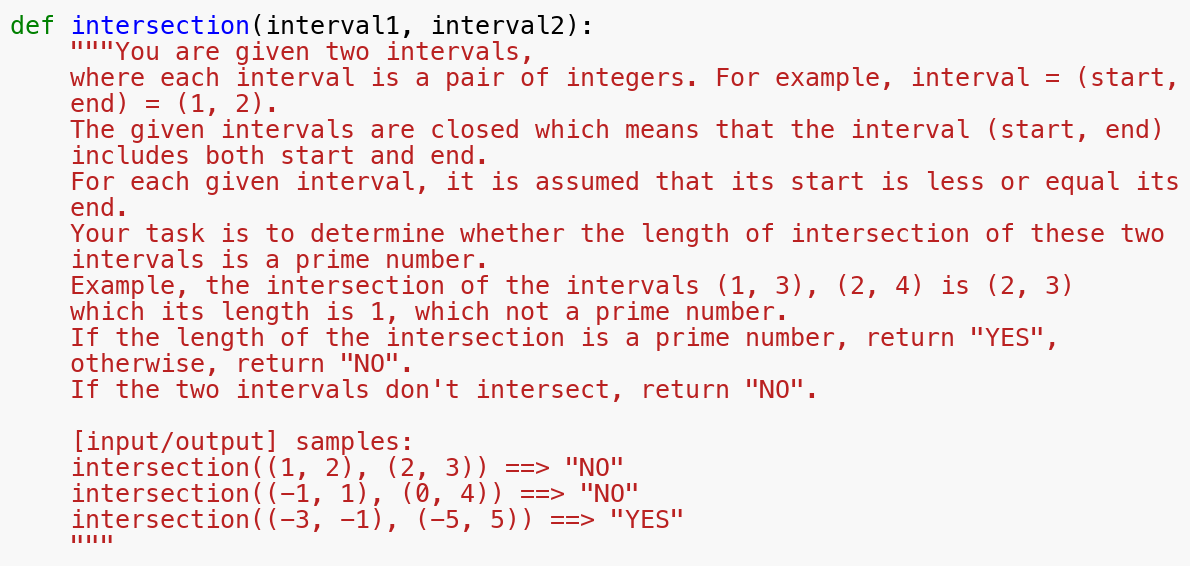 def intersection(interval1, interval2):
    """You are given two intervals,
    where each interval is a pair of integers. For example, interval = (start,
    end) = (1, 2).
    The given intervals are closed which means that the interval (start, end)
    includes both start and end.
    For each given interval, it is assumed that its start is less or equal its
    end.
    Your task is to determine whether the length of intersection of these two
    intervals is a prime number.
    Example, the intersection of the intervals (1, 3), (2, 4) is (2, 3)
    which its length is 1, which not a prime number.
    If the length of the intersection is a prime number, return "YES",
    otherwise, return "NO".
    If the two intervals don't intersect, return "NO".

    [input/output] samples:
    intersection((1, 2), (2, 3)) ==> "NO"
    intersection((−1, 1), (0, 4)) ==> "NO"
    intersection((−3, −1), (−5, 5)) ==> "YES"
    """